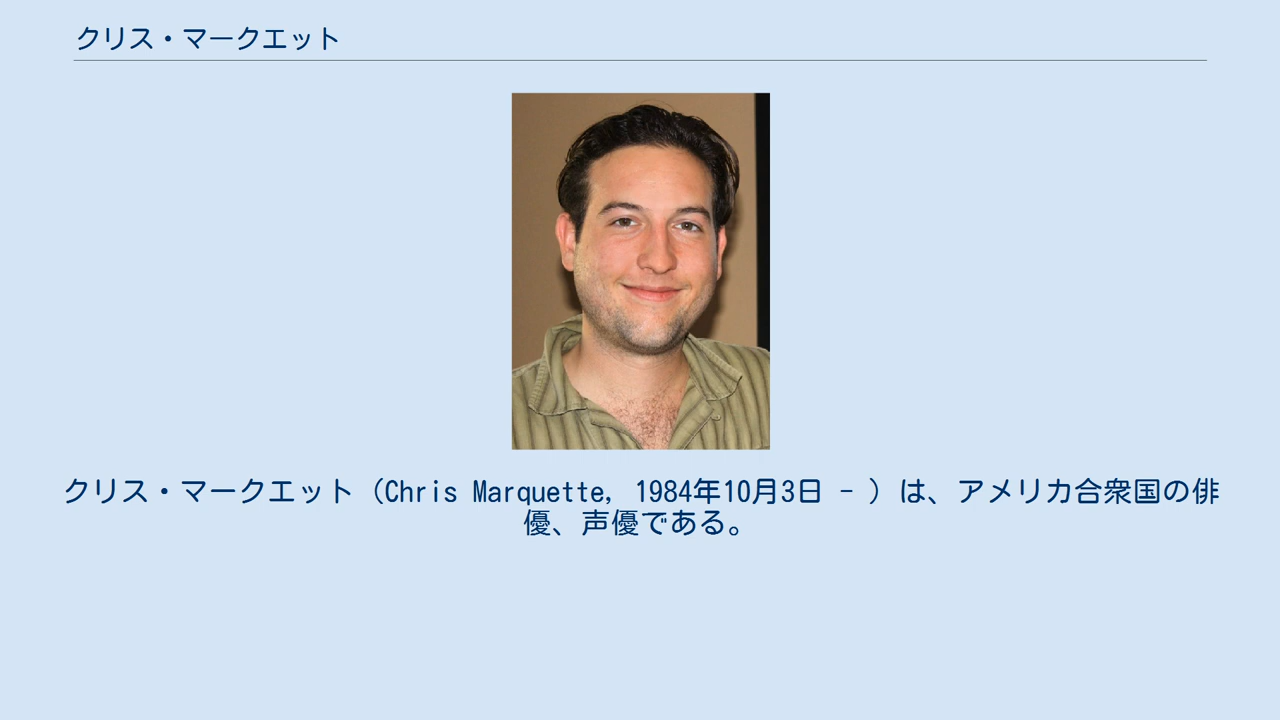 クリス・マークエット
クリス・マークエット（Chris Marquette, 1984年10月3日 - ）は、アメリカ合衆国の俳
優、声優である。